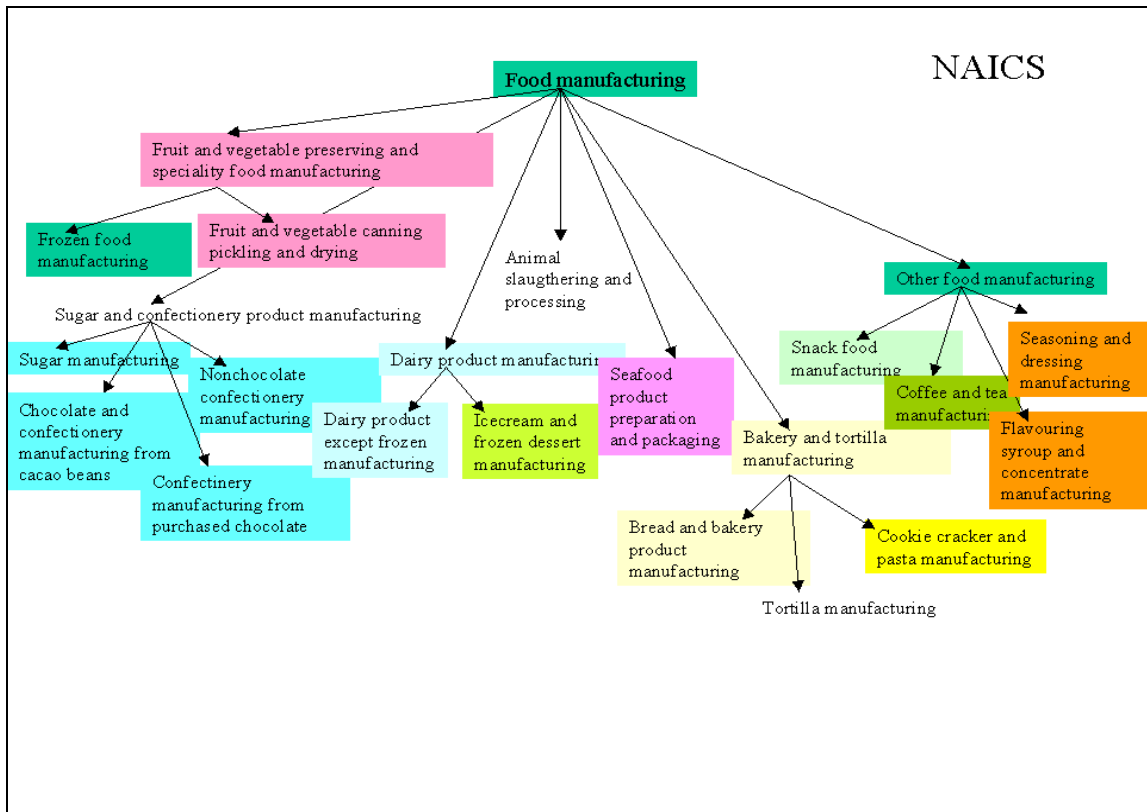 NAICS
Food manufacturing
Fruit and vegetable preserving and
speciality food manufacturing
Frozen food
manufacturing
Fruit and vegetable canning
pickling and drying
Animal
slaugthering and
processing
Other food manufacturing
Sugar and confectionery product manufacturing
Sugar manufacturing
Nonchocolate
confectionery
manufacturing
Chocolate and
confectionery
manufacturing from
cacao beans
Confectinery
manufacturing from
purchased chocolate
Dairy product manufacturing
Dairy product
except frozen
manufacturing
Icecream and
frozen dessert
manufacturing
Seafood
product
preparation
and packaging
Snack food
manufacturing
Coffee and tea
manufacturing
Seasoning and
dressing
manufacturing
Flavouring
syroup and
concentrate
manufacturing
Bakery and tortilla
manufacturing
Bread and bakery
product
manufacturing
Cookie cracker and
pasta manufacturing
Tortilla manufacturing